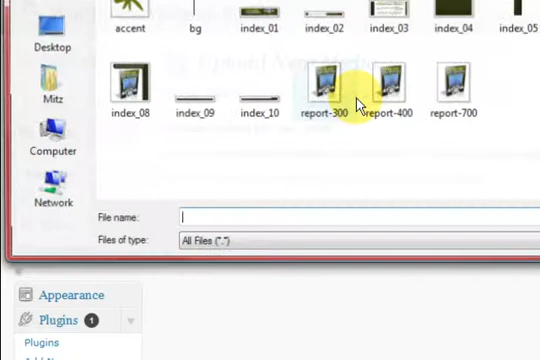 accent bg index_01 index_02 index_03 index_04 index_05
Desktop
Mitz
index_08 index_09 index_10 report-300 report-400 report-700
Computer
Network
File name:
Files of type: All Files (".")
Appearance
Plugins 1
Plugins